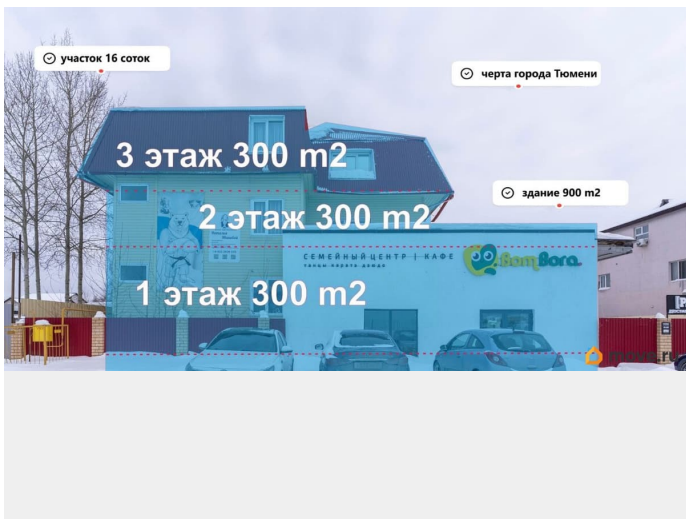 участок 16 соток
черта города Тюмени
3 этаж 300 m2
здание 900 m2
2 этаж 300 m2
СЕМЕЙНЫЙ ЦЕНТР | КАФЕ
1 этаж 300 m2